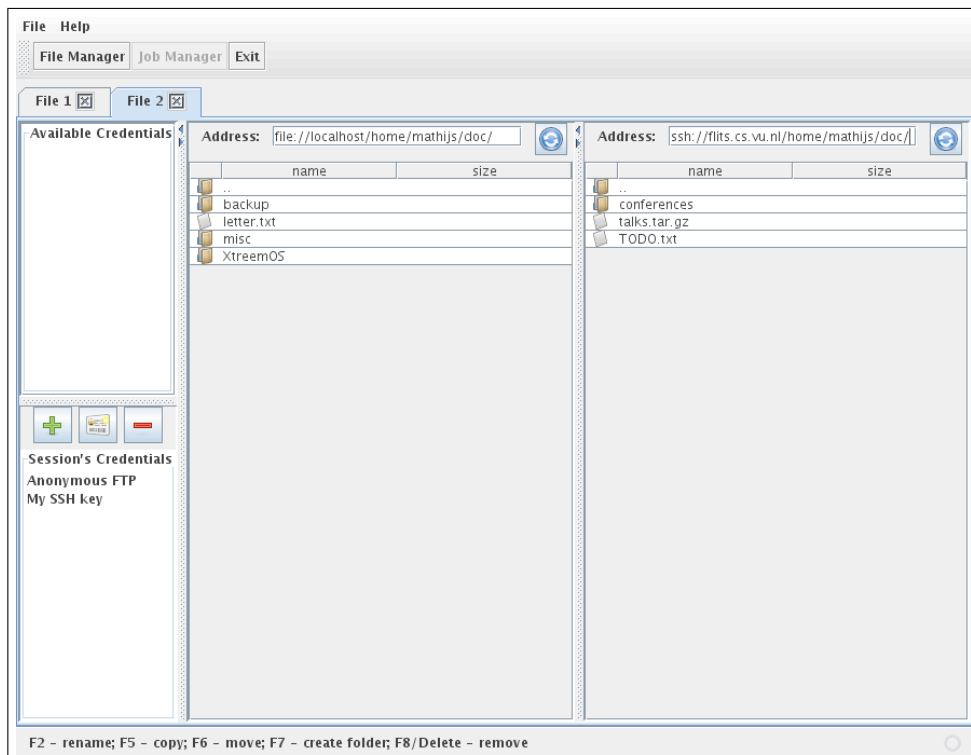 File Help
File Manager Job Manager Exit
File 1 File 2
Available Credentials
Session's Credentials
Anonymous FTP
My SSH key
Address: file://localhost/home/mathijs/doc/
name size
..
backup
letter.txt
misc
XtreemOS
Address: ssh://flits.cs.vu.nl/home/mathijs/doc/
name size
..
conferences
talks.tar.gz
TODO.txt
F2 - rename; F5 - copy; F6 - move; F7 - create folder; F8/Delete - remove